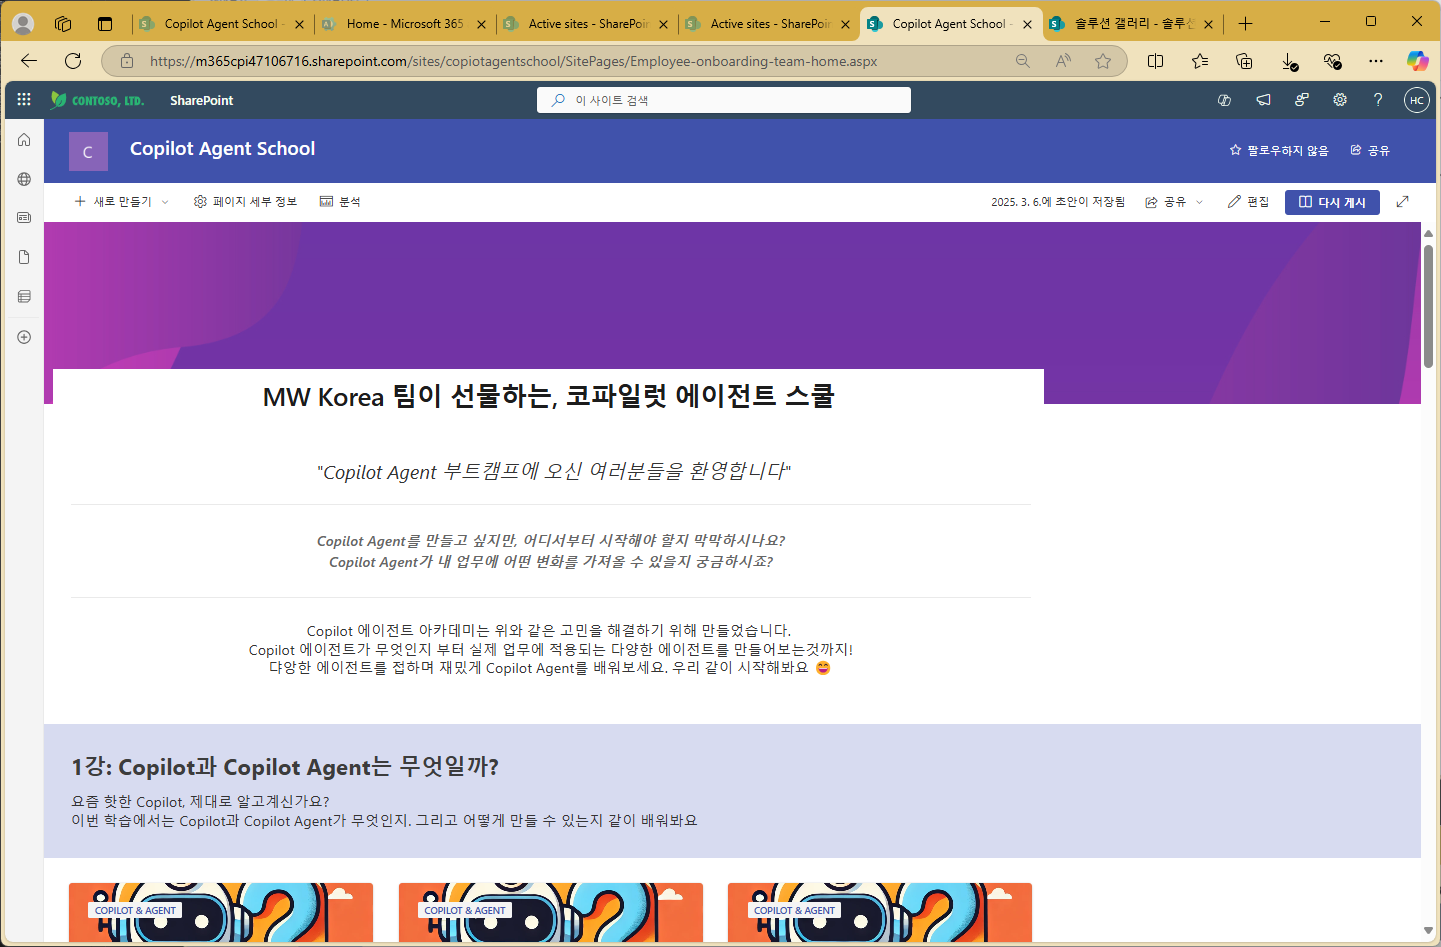 Copilot Agent School -
Home - Microsoft 365
Active sites - SharePoin
Active sites - SharePoin
Copilot Agent School -
솔루션 갤러리 - 솔루션
https://m365cpi47106716.sharepoint.com/sites/copiotagentschool/SitePages/Employee-onboarding-team-home.aspx
CONTOSO, LTD.
SharePoint
이 사이트 검색
HC
C
Copilot Agent School
팔로우하지 않음
공유
새로 만들기
페이지 세부 정보
분석
2025. 3. 6.에 초안이 저장됨
공유
편집
다시 게시
MW Korea 팀이 선물하는, 코파일럿 에이전트 스쿨
"Copilot Agent 부트캠프에 오신 여러분들을 환영합니다"
Copilot Agent를 만들고 싶지만, 어디서부터 시작해야 할지 막막하시나요?
Copilot Agent가 내 업무에 어떤 변화를 가져올 수 있을지 궁금하시죠?
Copilot 에이전트 아카데미는 위와 같은 고민을 해결하기 위해 만들었습니다.
Copilot 에이전트가 무엇인지 부터 실제 업무에 적용되는 다양한 에이전트를 만들어보는것까지!
댜양한 에이전트를 접하며 재밌게 Copilot Agent를 배워보세요. 우리 같이 시작해봐요 😄
1강: Copilot과 Copilot Agent는 무엇일까?
요즘 핫한 Copilot, 제대로 알고계신가요?
이번 학습에서는 Copilot과 Copilot Agent가 무엇인지. 그리고 어떻게 만들 수 있는지 같이 배워봐요
COPILOT & AGENT
COPILOT & AGENT
COPILOT & AGENT